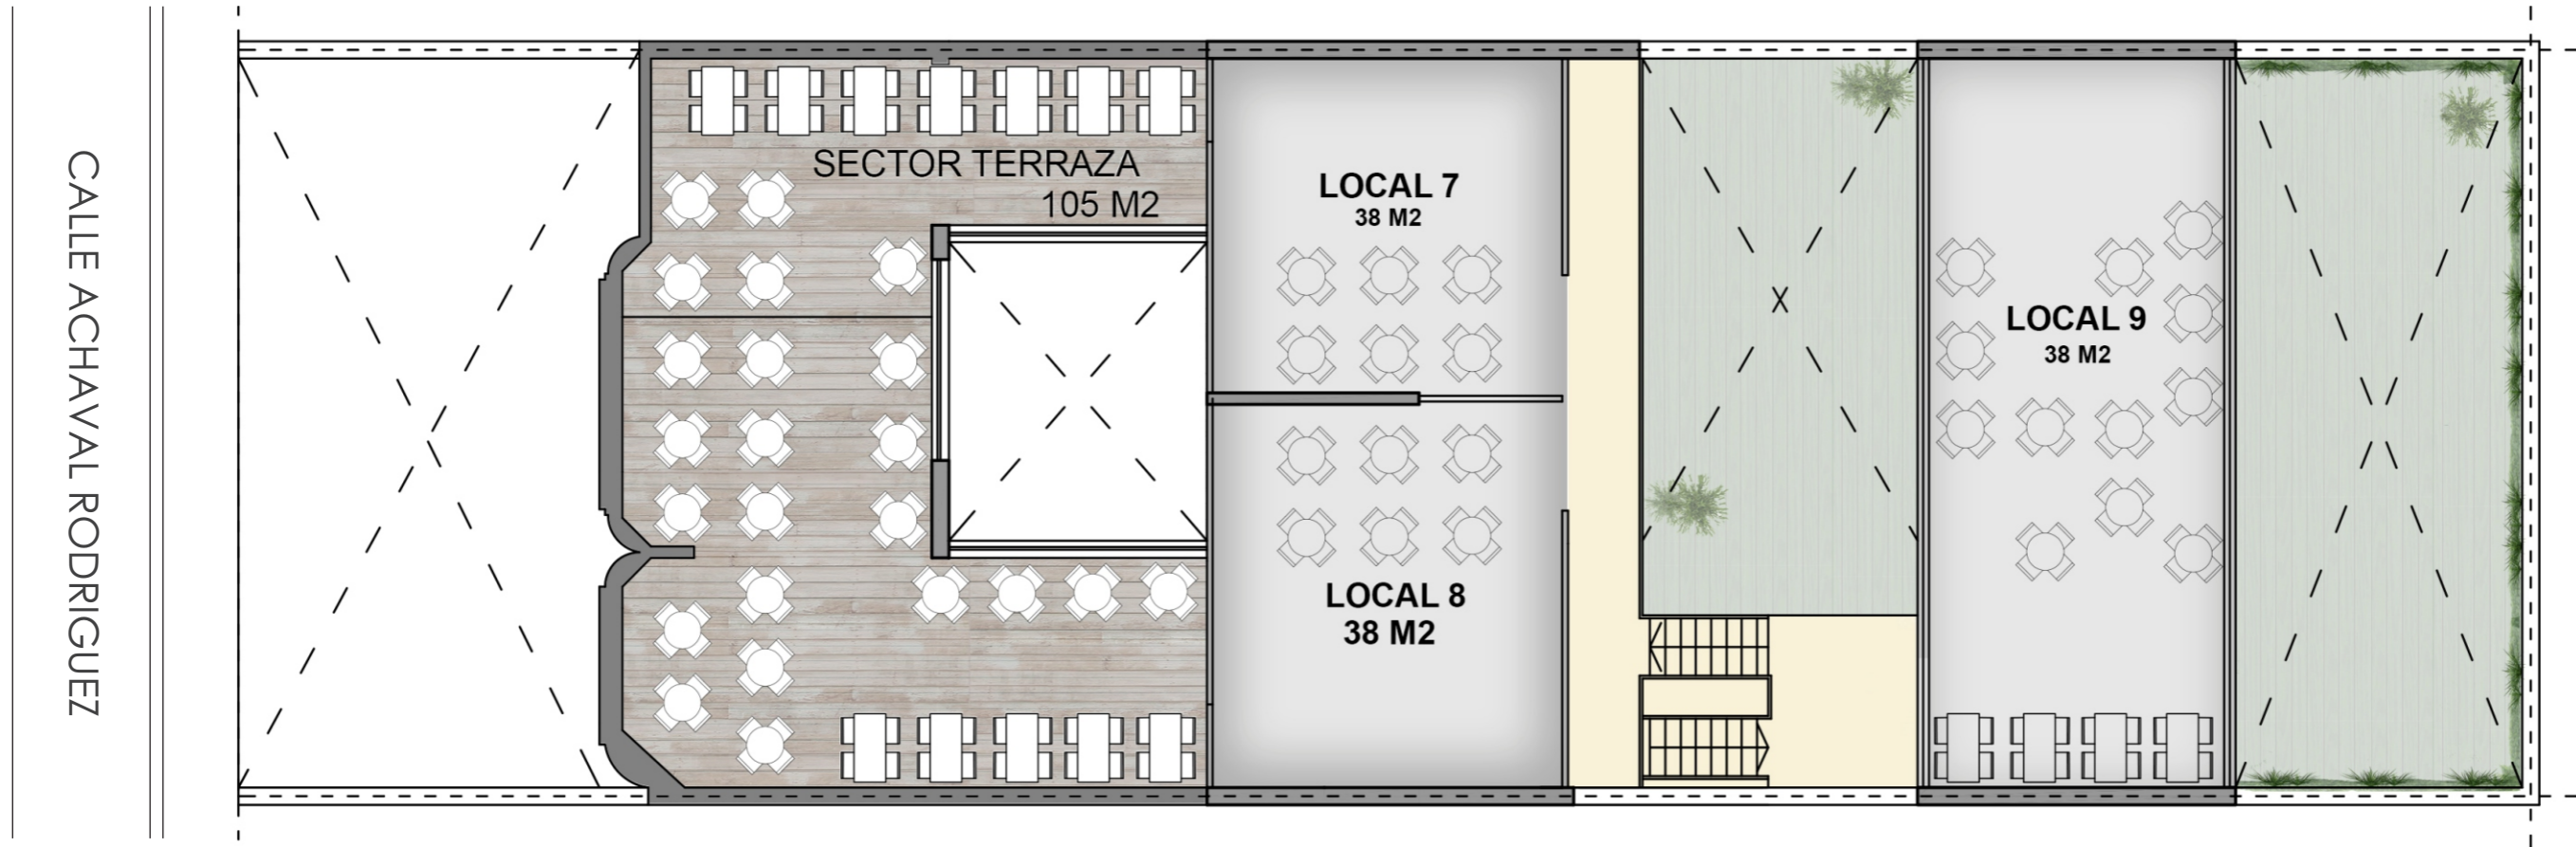 CALLE ACHAVAL RODRIGUEZ
SECTOR TERRAZA
105 M2
LOCAL 7
38 M2
LOCAL 8
38 M2
LOCAL 9
38 M2